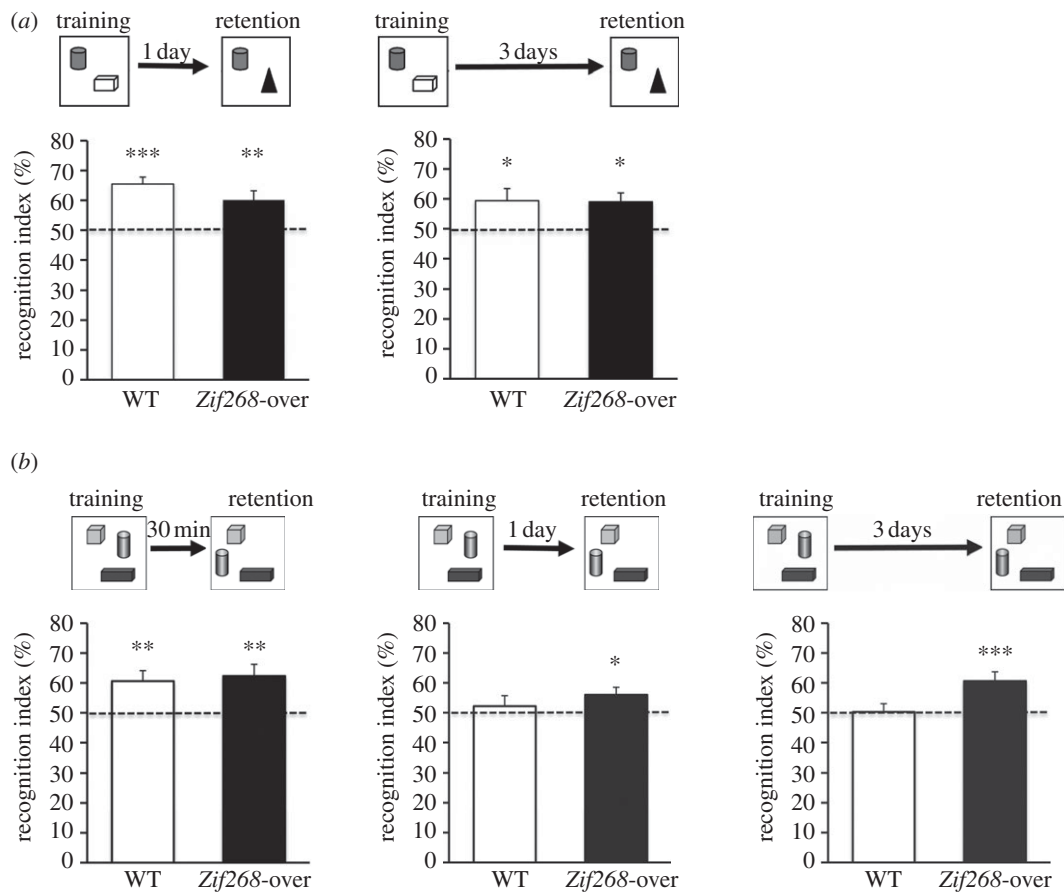 (a)
training
1 day
retention
training
3 days
retention
recognition index (%)
80
70
60
50
40
30
20
10
0
***
**
WT
Zif268-over
recognition index (%)
80
70
60
50
40
30
20
10
0
*
*
WT
Zif268-over
(b)
training
30 min
retention
training
1 day
retention
training
3 days
retention
recognition index (%)
80
70
60
50
40
30
20
10
0
**
**
WT
Zif268-over
recognition index (%)
80
70
60
50
40
30
20
10
0
*
WT
Zif268-over
recognition index (%)
80
70
60
50
40
30
20
10
0
***
WT
Zif268-over